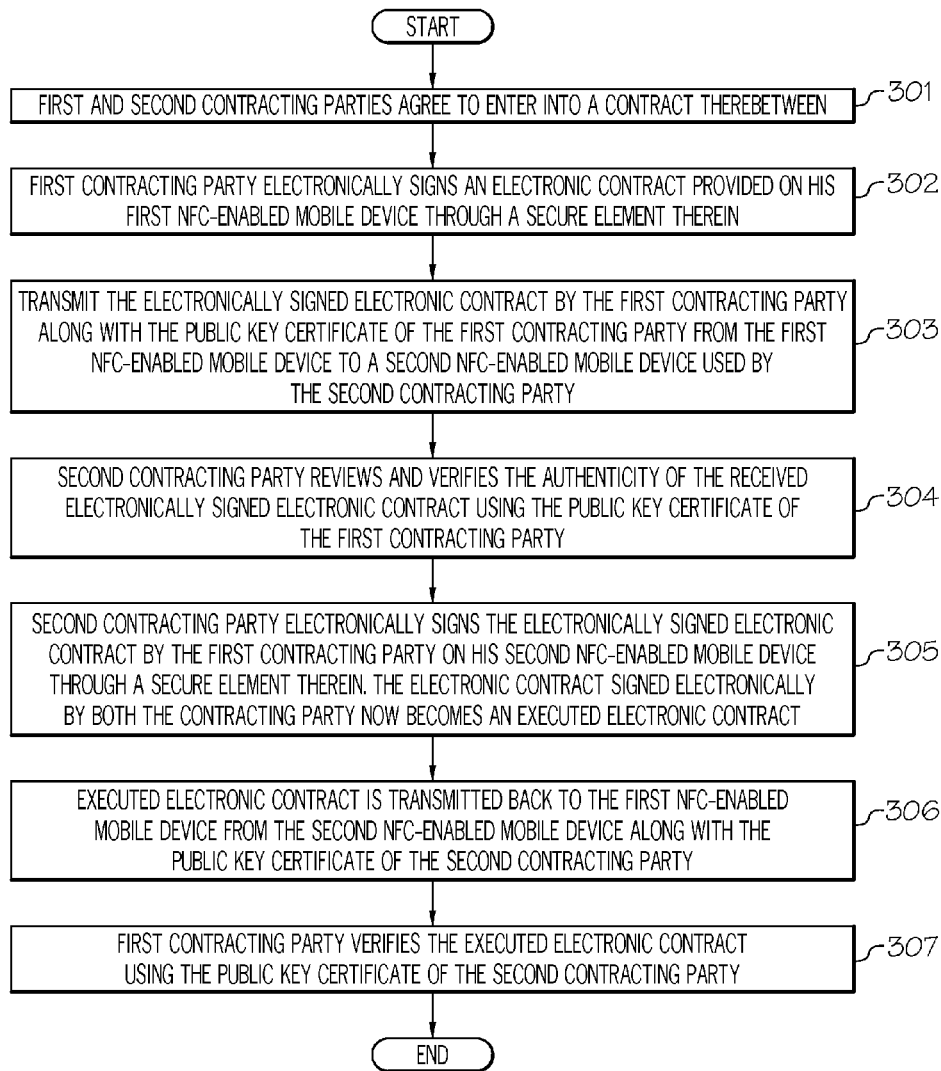 START
FIRST AND SECOND CONTRACTING PARTIES AGREE TO ENTER INTO A CONTRACT THEREBETWEEN
301
FIRST CONTRACTING PARTY ELECTRONICALLY SIGNS AN ELECTRONIC CONTRACT PROVIDED ON HIS
FIRST NFC-ENABLED MOBILE DEVICE THROUGH A SECURE ELEMENT THEREIN
302
TRANSMIT THE ELECTRONICALLY SIGNED ELECTRONIC CONTRACT BY THE FIRST CONTRACTING PARTY
ALONG WITH THE PUBLIC KEY CERTIFICATE OF THE FIRST CONTRACTING PARTY FROM THE FIRST
NFC-ENABLED MOBILE DEVICE TO A SECOND NFC-ENABLED MOBILE DEVICE USED BY
THE SECOND CONTRACTING PARTY
303
SECOND CONTRACTING PARTY REVIEWS AND VERIFIES THE AUTHENTICITY OF THE RECEIVED
ELECTRONICALLY SIGNED ELECTRONIC CONTRACT USING THE PUBLIC KEY CERTIFICATE OF
THE FIRST CONTRACTING PARTY
304
SECOND CONTRACTING PARTY ELECTRONICALLY SIGNS THE ELECTRONICALLY SIGNED ELECTRONIC
CONTRACT BY THE FIRST CONTRACTING PARTY ON HIS SECOND NFC-ENABLED MOBILE DEVICE
THROUGH A SECURE ELEMENT THEREIN. THE ELECTRONIC CONTRACT SIGNED ELECTRONICALLY
BY BOTH THE CONTRACTING PARTY NOW BECOMES AN EXECUTED ELECTRONIC CONTRACT
305
EXECUTED ELECTRONIC CONTRACT IS TRANSMITTED BACK TO THE FIRST NFC-ENABLED
MOBILE DEVICE FROM THE SECOND NFC-ENABLED MOBILE DEVICE ALONG WITH THE
PUBLIC KEY CERTIFICATE OF THE SECOND CONTRACTING PARTY
306
FIRST CONTRACTING PARTY VERIFIES THE EXECUTED ELECTRONIC CONTRACT
USING THE PUBLIC KEY CERTIFICATE OF THE SECOND CONTRACTING PARTY
307
END